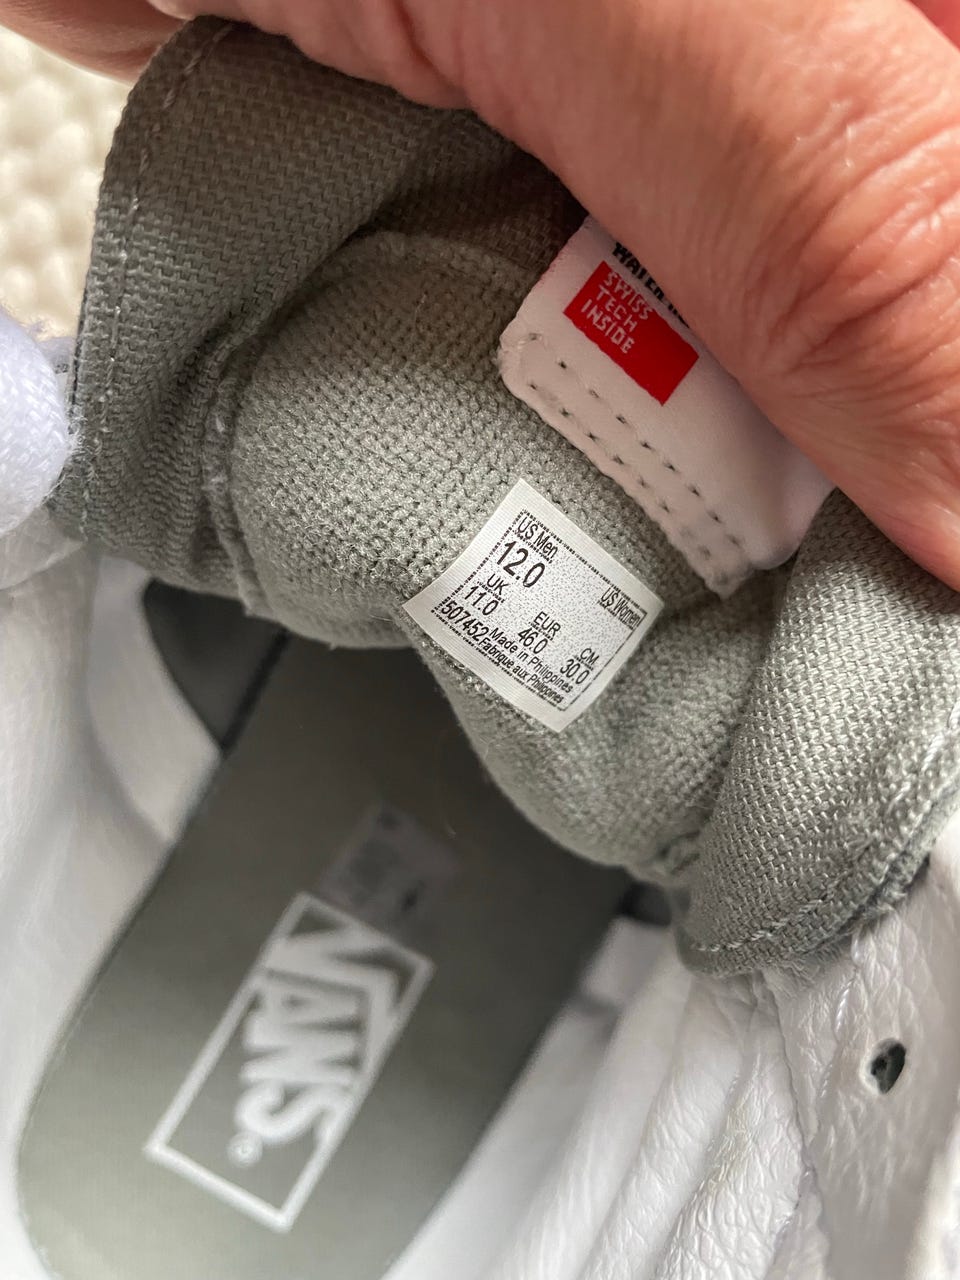 SWISS
TECH
INSIDE
US Men
12.0
US Women
UK
11.0
EUR
46.0
CM
30.0
507452
Made in Philippines
Fabriqué aux Philippines
VANS
®